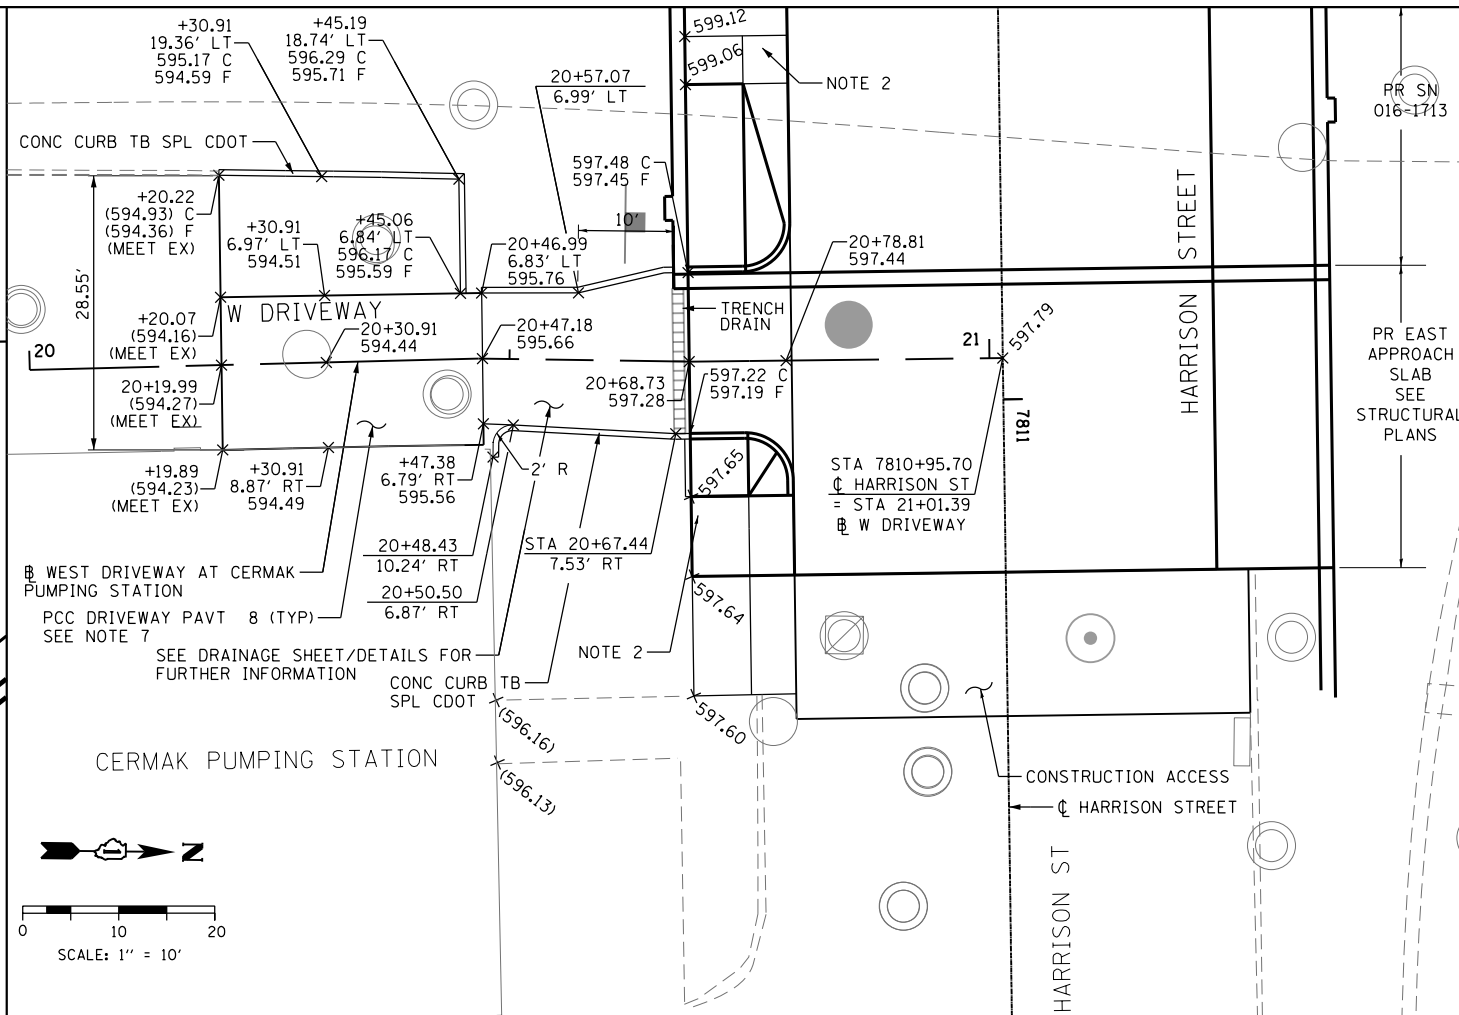 +30.91
19.36' LT
595.17 C
594.59 F
+45.19
18.74' LT
596.29 C
595.71 F
20+57.07
6.99' LT
599.12
599.06
NOTE 2
PR SN
016-1713
CONC CURB TB SPL CDOT
597.48 C
597.45 F
+20.22
(594.93) C
(594.36) F
(MEET EX)
+30.91
6.97' LT
594.51
+45.06
6.84' LT
596.17 C
595.59 F
20+46.99
6.83' LT
595.76
10'
20+78.81
597.44
HARRISON STREET
28.55'
W DRIVEWAY
+20.07
(594.16)
(MEET EX)
20+30.91
594.44
20+47.18
595.66
TRENCH
DRAIN
21
597.79
20
PR EAST
APPROACH
SLAB
SEE
STRUCTURAL
PLANS
20+19.99
(594.27)
(MEET EX)
20+68.73
597.28
597.22 C
597.19 F
7811
+19.89
(594.23)
(MEET EX)
+30.91
8.87' RT
594.49
+47.38
6.79' RT
595.56
2' R
597.65
STA 7810+95.70
℄ HARRISON ST
= STA 21+01.39
BL W DRIVEWAY
20+48.43
10.24' RT
STA 20+67.44
7.53' RT
20+50.50
6.87' RT
BL WEST DRIVEWAY AT CERMAK
PUMPING STATION
PCC DRIVEWAY PAVT 8 (TYP)
SEE NOTE 7
597.64
SEE DRAINAGE SHEET/DETAILS FOR
FURTHER INFORMATION
NOTE 2
CONC CURB TB
SPL CDOT
(596.16)
597.60
CERMAK PUMPING STATION
(596.13)
CONSTRUCTION ACCESS
℄ HARRISON STREET
HARRISON ST
N
0 10 20
SCALE: 1'' = 10'